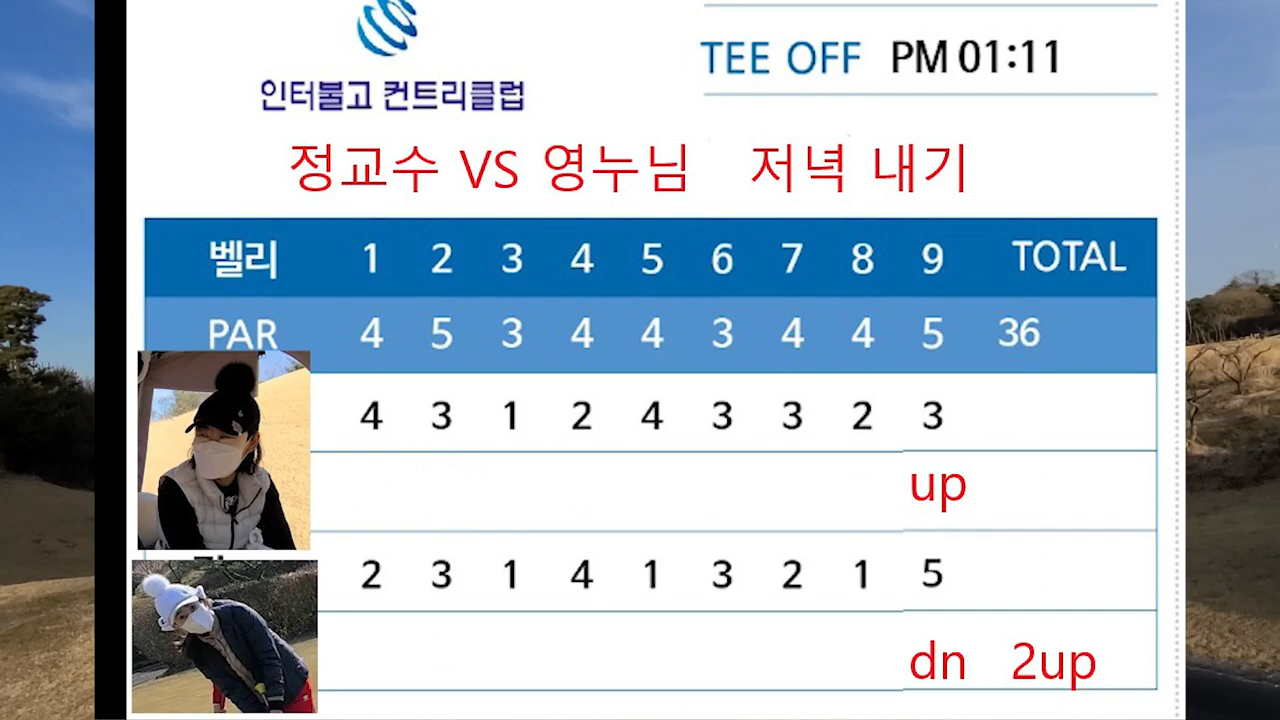 TEE OFF PM 01:11
인터불고 컨트리클럽
정교수 VS 영누님 저녁 내기
벨리 1 2 3 4 5 6 7 8 9 TOTAL
PAR 4 5 3 4 4 3 4 4 5 36
4 3 1 2 4 3 3 2 3
up
2 3 1 4 1 3 2 1 5
dn 2up